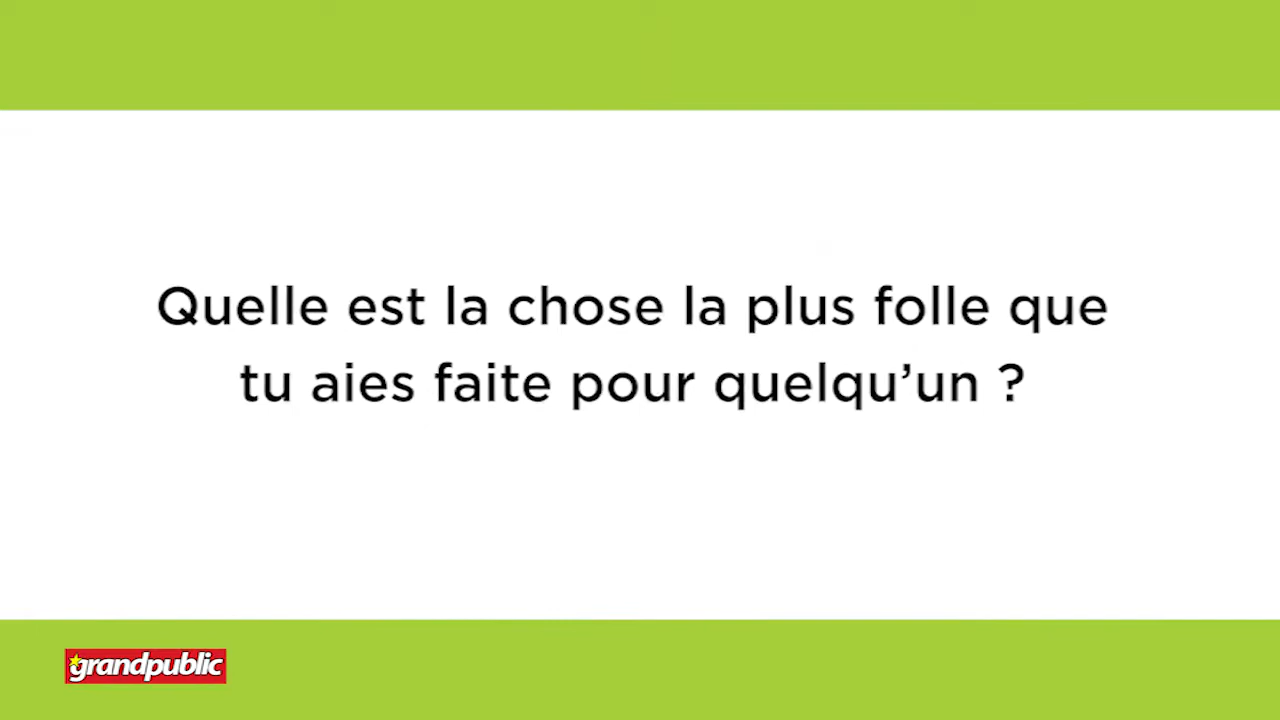 Quelle est la chose la plus folle que
tu aies faite pour quelqu’un ?
grandpublic